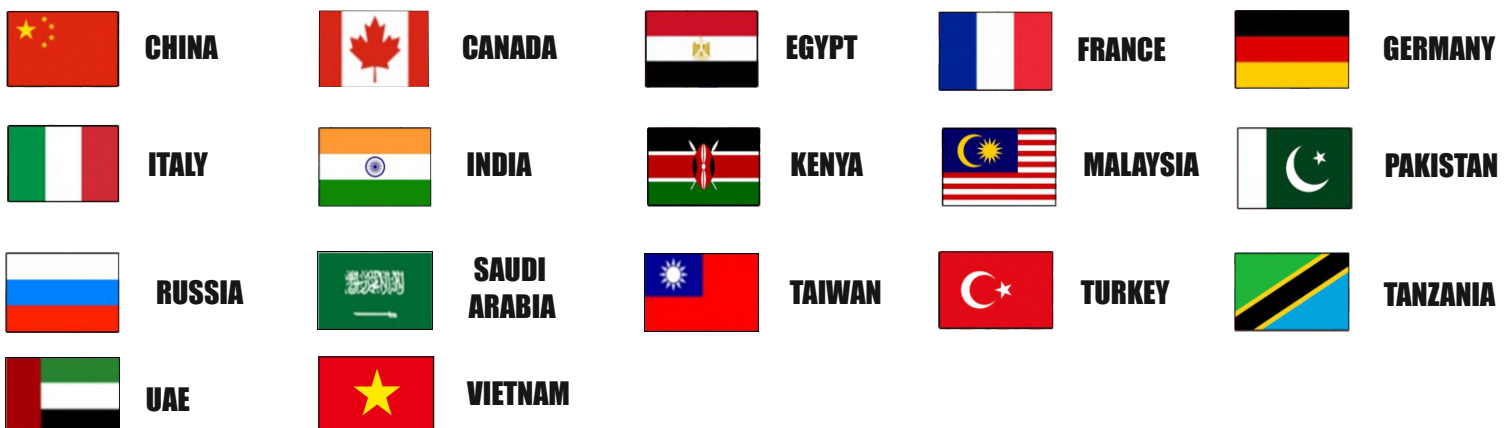 CHINA
CANADA
EGYPT
FRANCE
GERMANY
ITALY
INDIA
KENYA
MALAYSIA
PAKISTAN
RUSSIA
SAUDI
ARABIA
TAIWAN
TURKEY
TANZANIA
UAE
VIETNAM